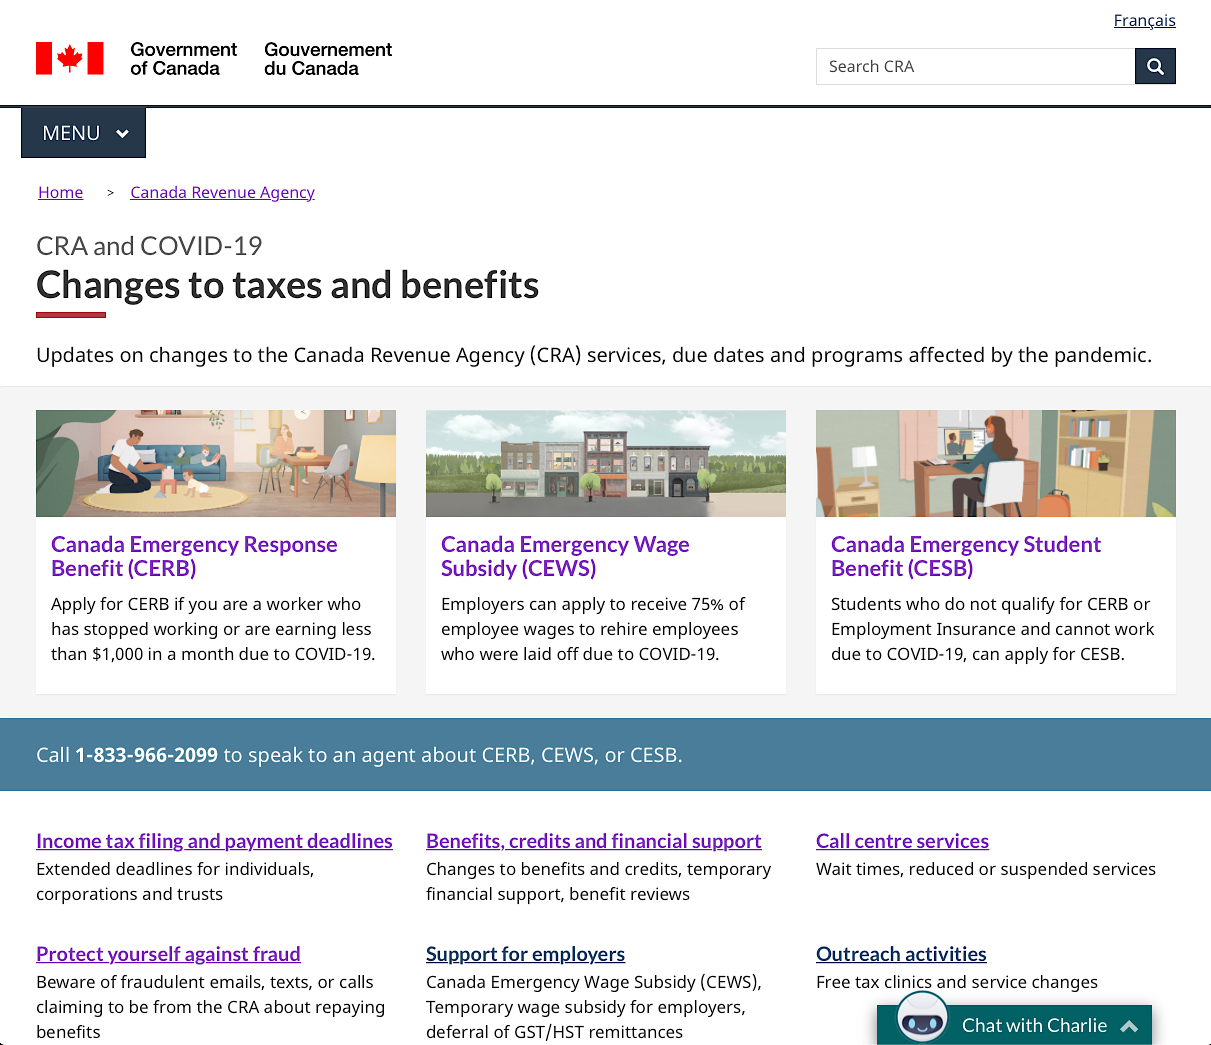 Français
Government of Canada
Gouvernement du Canada
Search CRA
MENU
Home > Canada Revenue Agency
CRA and COVID-19
Changes to taxes and benefits
Updates on changes to the Canada Revenue Agency (CRA) services, due dates and programs affected by the pandemic.
Canada Emergency Response
Benefit (CERB)
Apply for CERB if you are a worker who
has stopped working or are earning less
than $1,000 in a month due to COVID-19.
Canada Emergency Wage
Subsidy (CEWS)
Employers can apply to receive 75% of
employee wages to rehire employees
who were laid off due to COVID-19.
Canada Emergency Student
Benefit (CESB)
Students who do not qualify for CERB or
Employment Insurance and cannot work
due to COVID-19, can apply for CESB.
Call 1-833-966-2099 to speak to an agent about CERB, CEWS, or CESB.
Income tax filing and payment deadlines
Extended deadlines for individuals,
corporations and trusts
Benefits, credits and financial support
Changes to benefits and credits, temporary
financial support, benefit reviews
Call centre services
Wait times, reduced or suspended services
Protect yourself against fraud
Beware of fraudulent emails, texts, or calls
claiming to be from the CRA about repaying
benefits
Support for employers
Canada Emergency Wage Subsidy (CEWS),
Temporary wage subsidy for employers,
deferral of GST/HST remittances
Outreach activities
Free tax clinics and service changes
Chat with Charlie